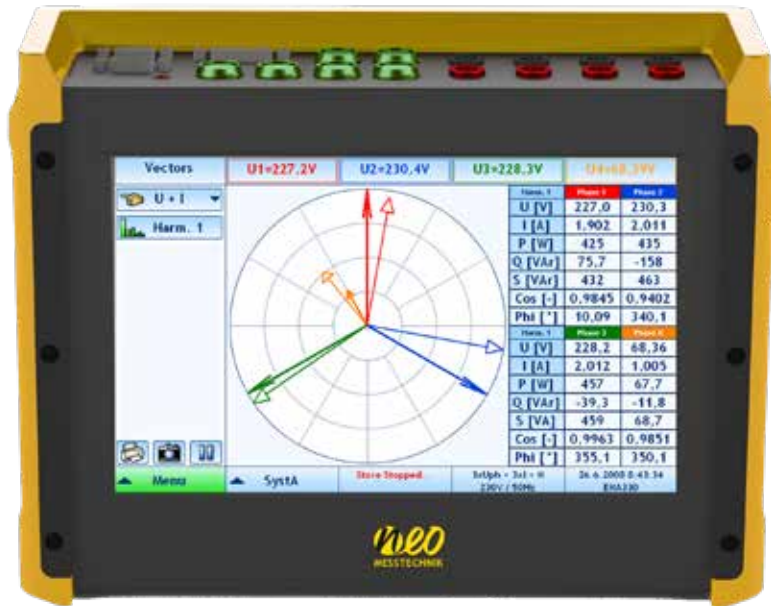 Vectors U1=227,2V U2=230,4V U3=228,3V U4=68,39V
U + I
Harm. 1
Harm. 1 Phase 1 Phase 2
U [V] 227,0 230,3
I [A] 1,902 2,011
P [W] 425 435
Q [VAr] 75,7 -158
S [VAr] 432 463
Cos [-] 0,9845 0,9402
Phi [°] 10,09 340,1
Harm. 1 Phase 3
U [V] 228,2 68,36
I [A] 2,012 1,005
P [W] 457 67,7
Q [VAr] -39,3 -11,8
S [VA] 459 68,7
Cos [-] 0,9963 0,9851
Phi [°] 355,1 350,1
Menu SystA Store Stopped
230V / 50Hz
neo
MESSTECHNIK